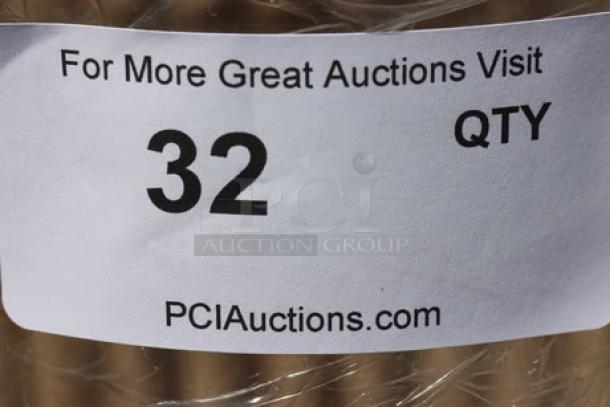 For More Great Auctions Visit
32
QTY
PCI
AUCTION GROUP
PCIAuctions.com